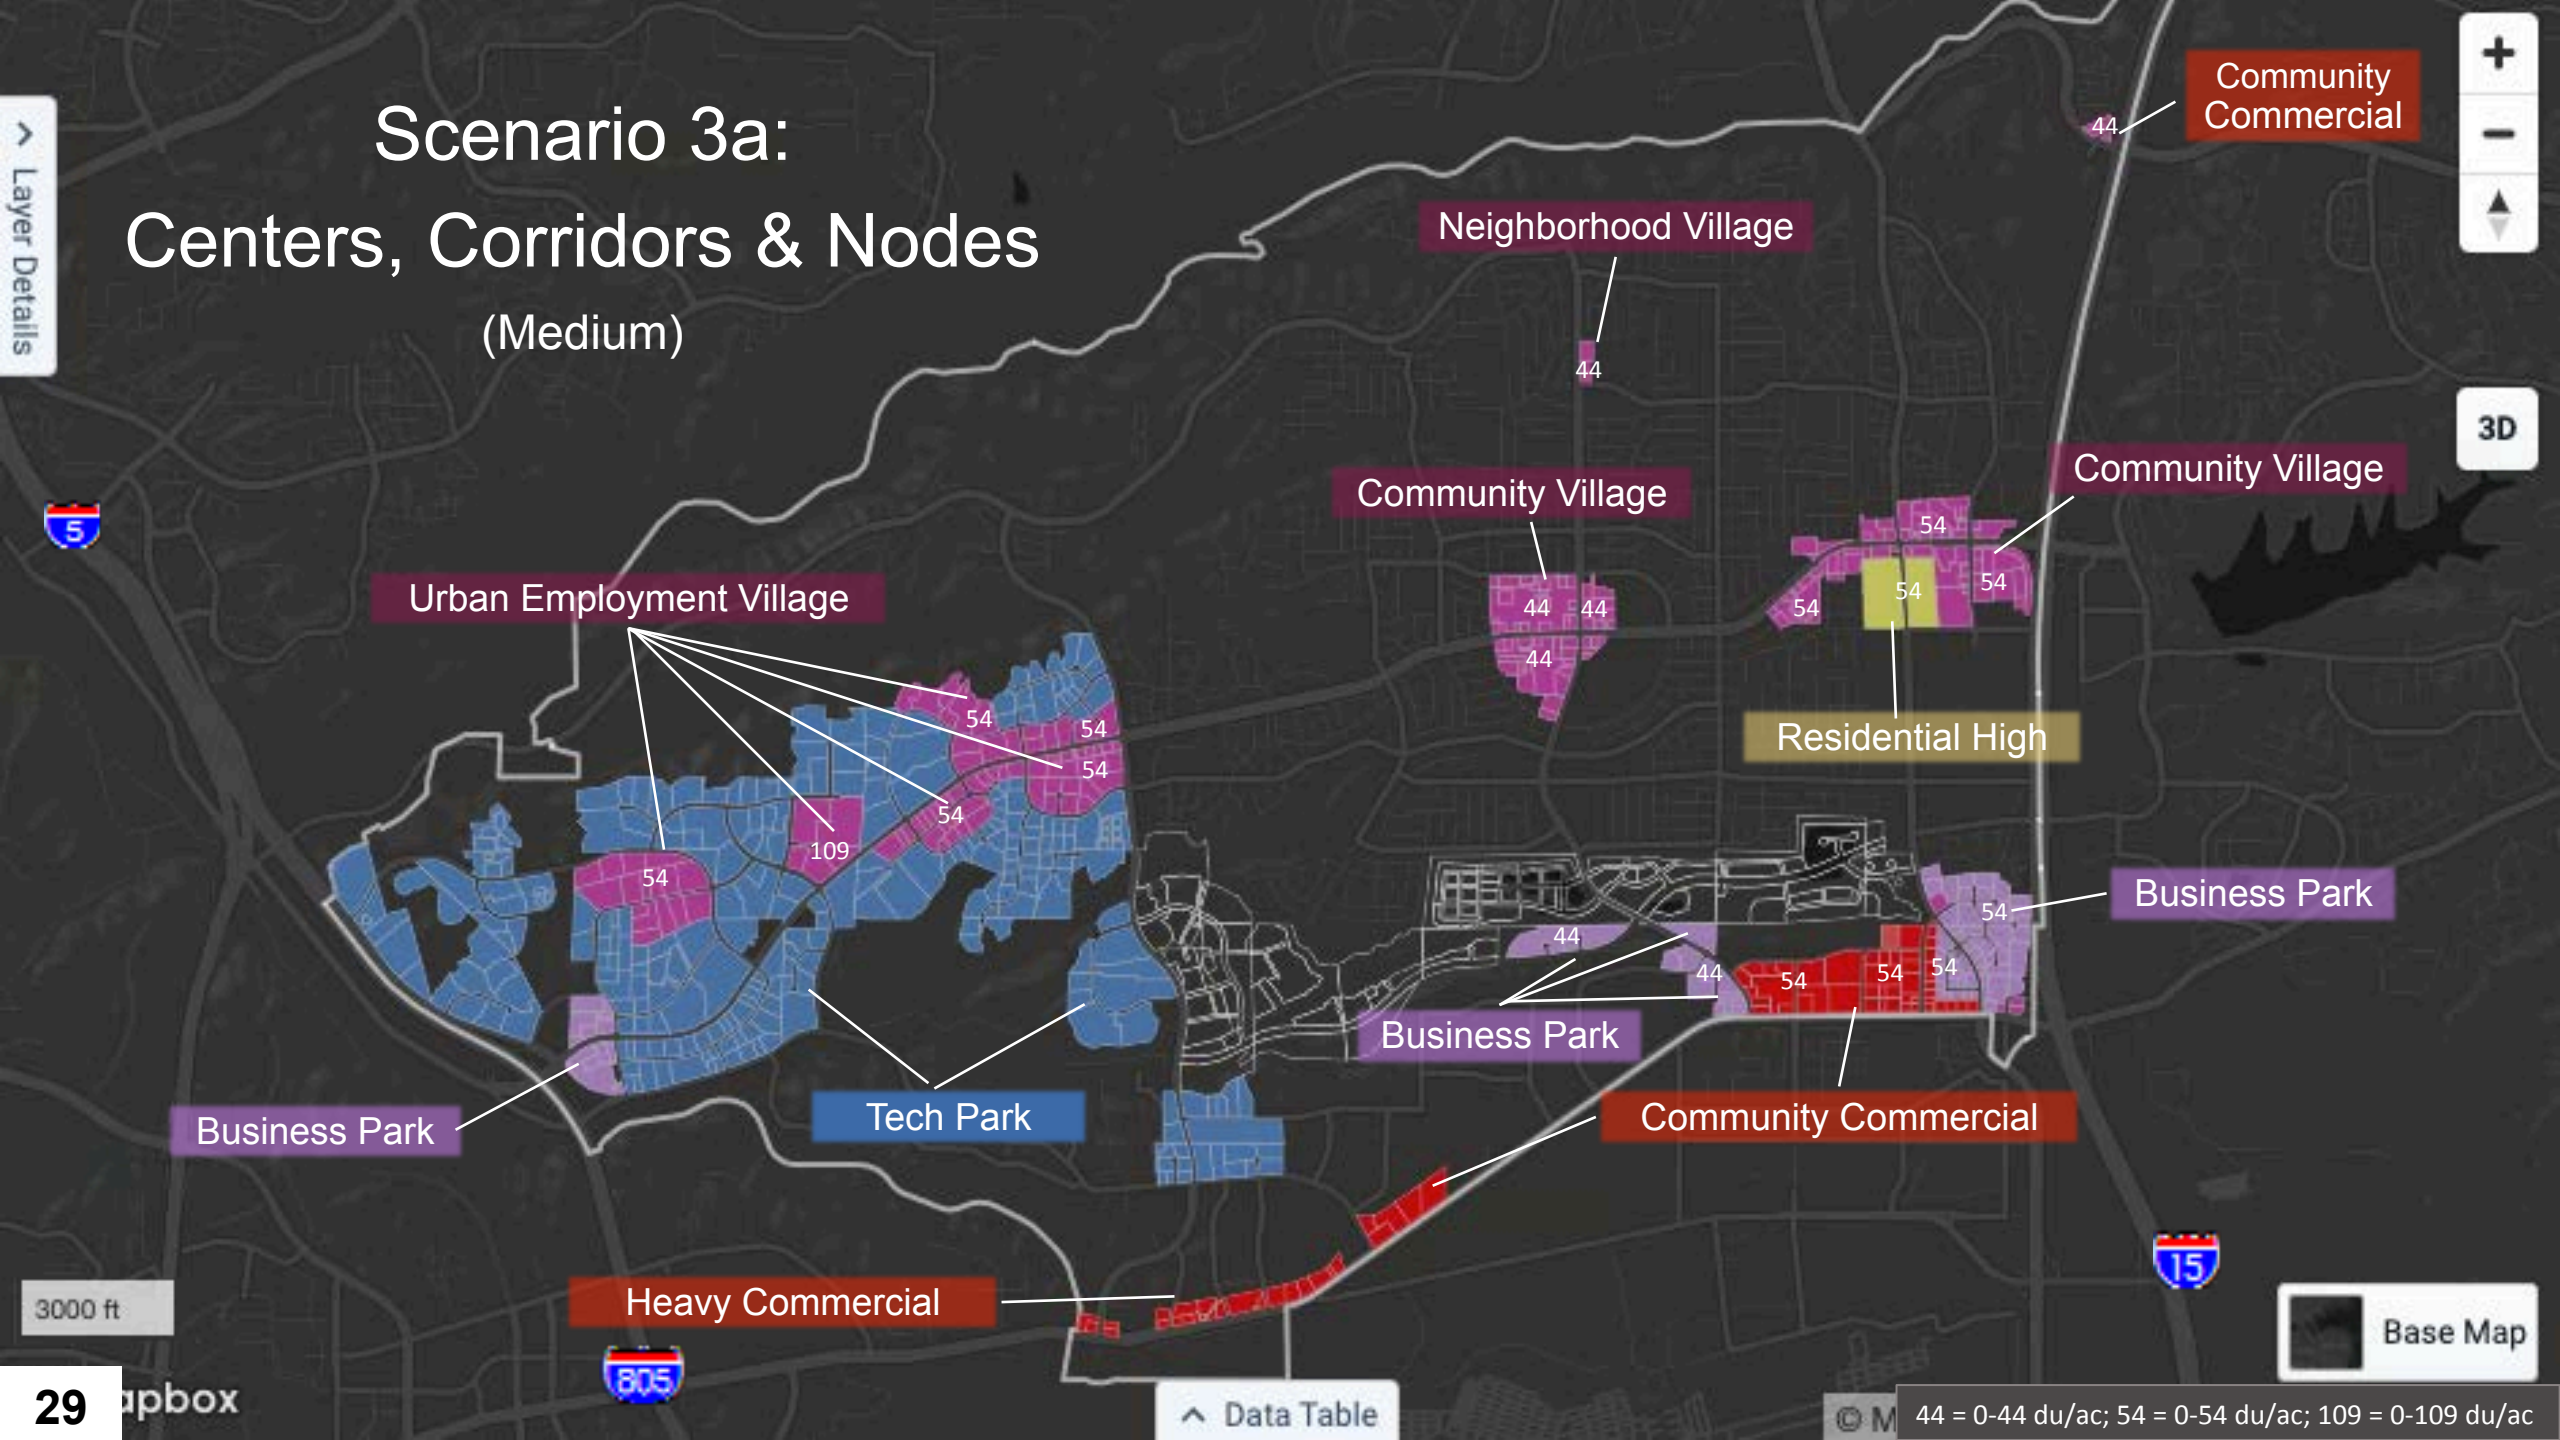 Scenario 3a:
Centers, Corridors & Nodes
(Medium)
Layer Details
Community
Commercial
44
+
−
3D
Neighborhood Village
44
Community Village
44
44
44
Community Village
54
54
54
54
Residential High
5
Urban Employment Village
54
54
54
54
109
54
Business Park
54
44
44
54
54
54
Business Park
Business Park
Tech Park
Community Commercial
Heavy Commercial
15
805
3000 ft
Base Map
29
apbox
Data Table
© M
44 = 0-44 du/ac; 54 = 0-54 du/ac; 109 = 0-109 du/ac